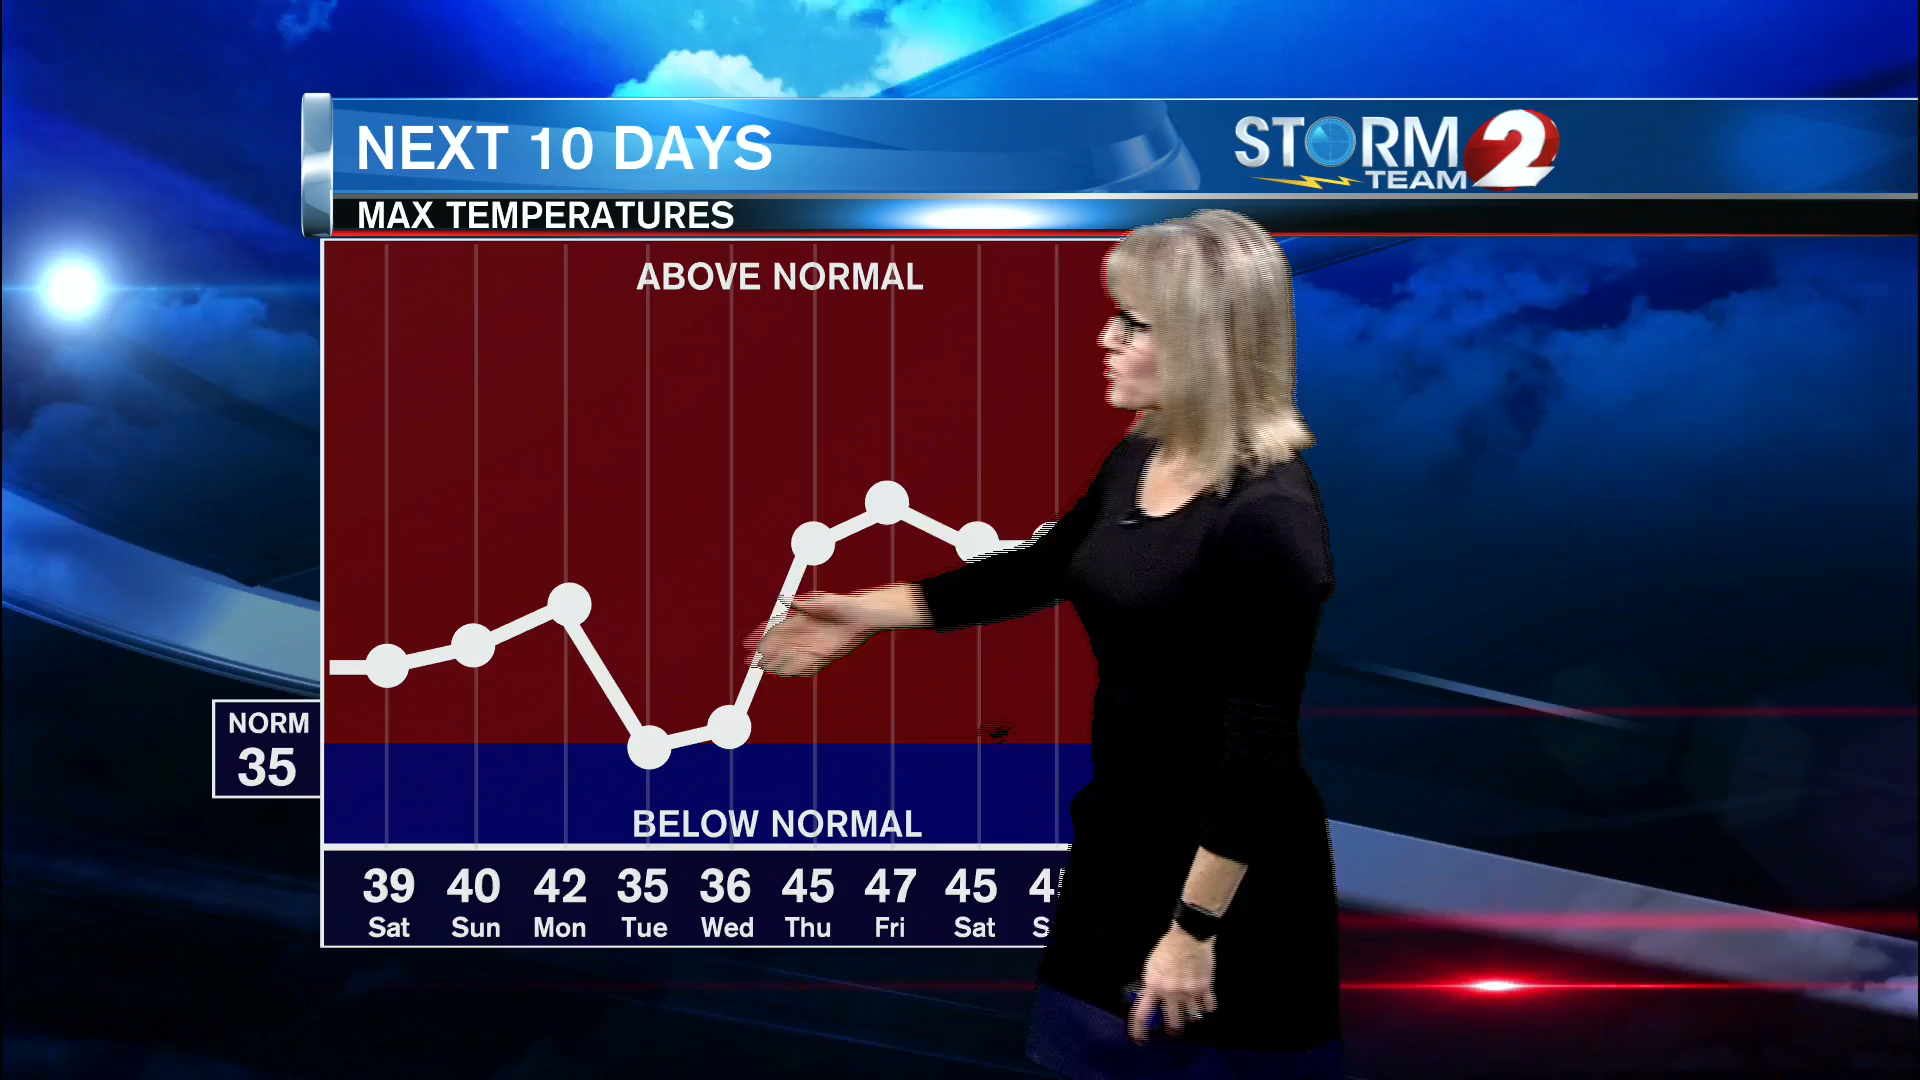 NEXT 10 DAYS
STORM
TEAM 2
MAX TEMPERATURES
ABOVE NORMAL
NORM
35
BELOW NORMAL
39 40 42 35 36 45 47 45
Sat Sun Mon Tue Wed Thu Fri Sat